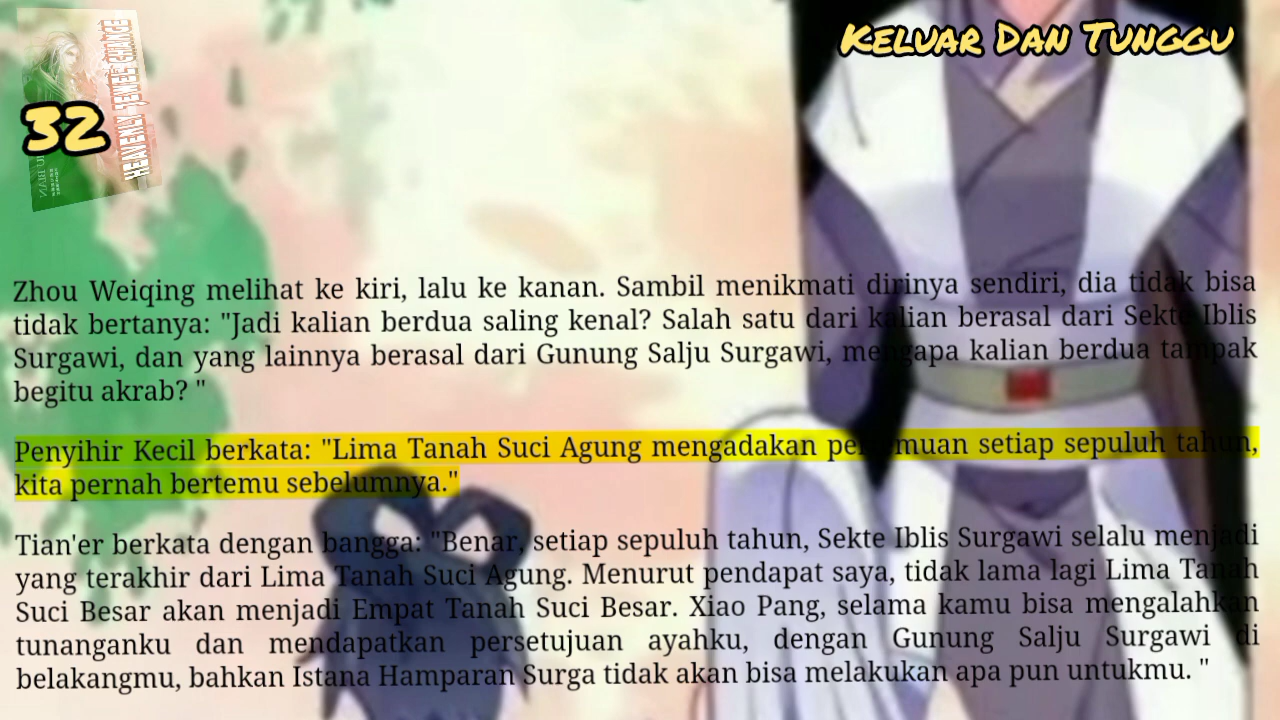 Keluar Dan Tunggu
32
HEAVENLY JEWEL CHANGE
Zhou Weiqing melihat ke kiri, lalu ke kanan. Sambil menikmati dirinya sendiri, dia tidak bisa
tidak bertanya: "Jadi kalian berdua saling kenal? Salah satu dari kalian berasal dari Sekte Iblis
Surgawi, dan yang lainnya berasal dari Gunung Salju Surgawi, mengapa kalian berdua tampak
begitu akrab? "
Penyihir Kecil berkata: "Lima Tanah Suci Agung mengadakan pertemuan setiap sepuluh tahun,
kita pernah bertemu sebelumnya."
Tian'er berkata dengan bangga: "Benar, setiap sepuluh tahun, Sekte Iblis Surgawi selalu menjadi
yang terakhir dari Lima Tanah Suci Agung. Menurut pendapat saya, tidak lama lagi Lima Tanah
Suci Besar akan menjadi Empat Tanah Suci Besar. Xiao Pang, selama kamu bisa mengalahkan
tunanganku dan mendapatkan persetujuan ayahku, dengan Gunung Salju Surgawi di
belakangmu, bahkan Istana Hamparan Surga tidak akan bisa melakukan apa pun untukmu. "